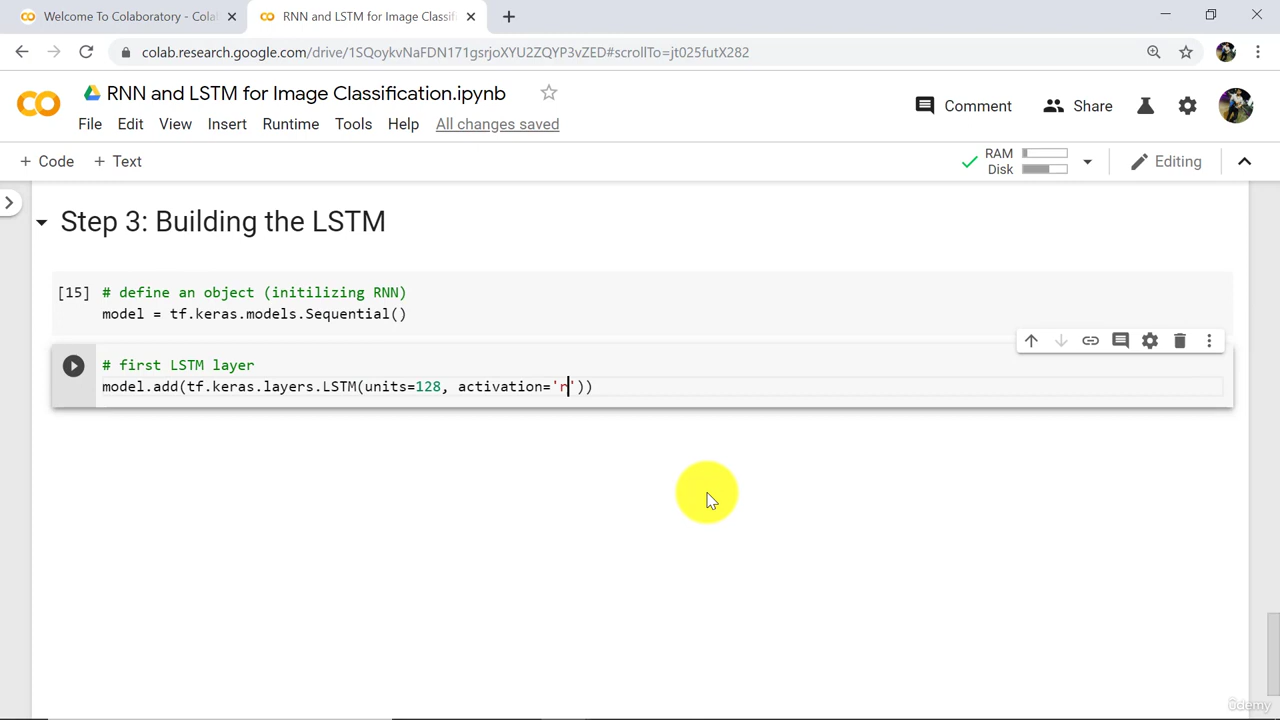 Welcome To Colaboratory - Cola
RNN and LSTM for Image Classifi
colab.research.google.com/drive/1SQoykvNaFDN171gsrjoXYU2ZQYP3vZED#scrollTo=jt025futX282
RNN and LSTM for Image Classification.ipynb
Comment
Share
File Edit View Insert Runtime Tools Help All changes saved
+ Code + Text
RAM
Disk
Editing
Step 3: Building the LSTM
[15] # define an object (initilizing RNN)
model = tf.keras.models.Sequential()
# first LSTM layer
model.add(tf.keras.layers.LSTM(units=128, activation='r'))
ûdemy